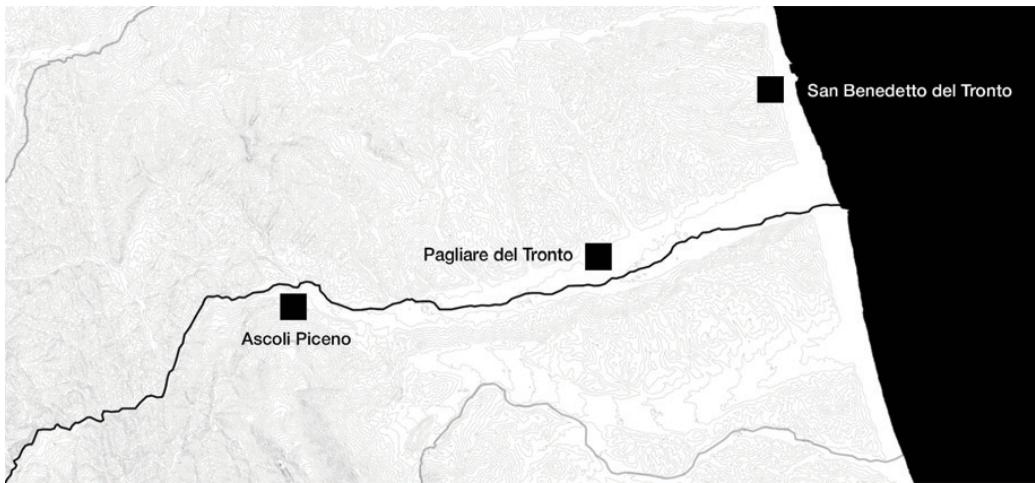 San Benedetto del Tronto
Pagliare del Tronto
Ascoli Piceno